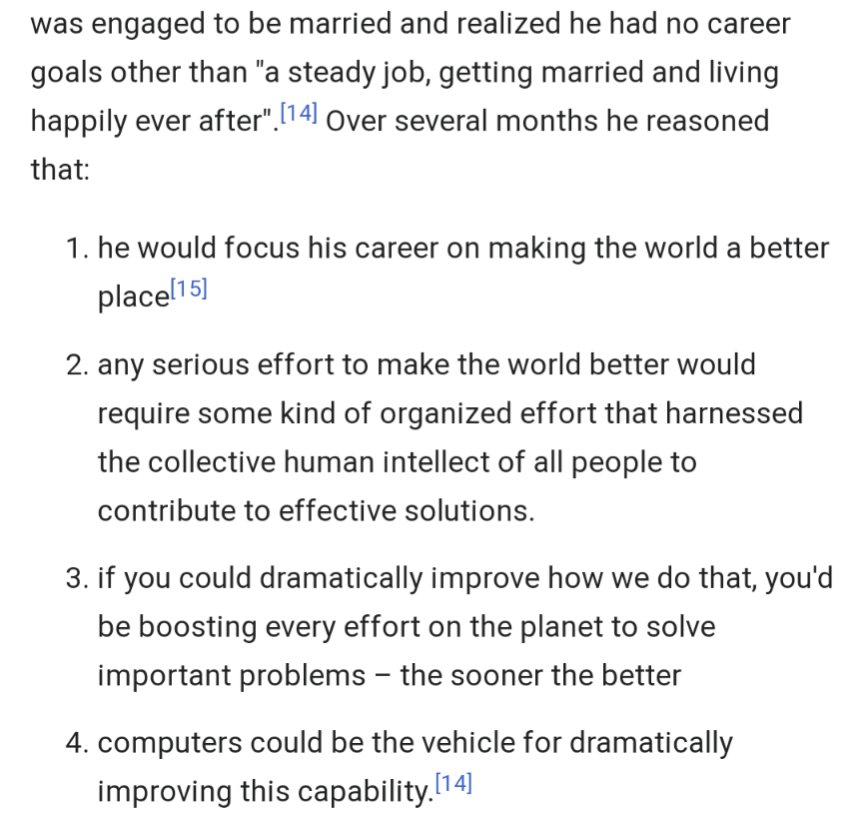 was engaged to be married and realized he had no career
goals other than "a steady job, getting married and living
happily ever after".[14] Over several months he reasoned
that:
1. he would focus his career on making the world a better
place[15]
2. any serious effort to make the world better would
require some kind of organized effort that harnessed
the collective human intellect of all people to
contribute to effective solutions.
3. if you could dramatically improve how we do that, you'd
be boosting every effort on the planet to solve
important problems – the sooner the better
4. computers could be the vehicle for dramatically
improving this capability.[14]